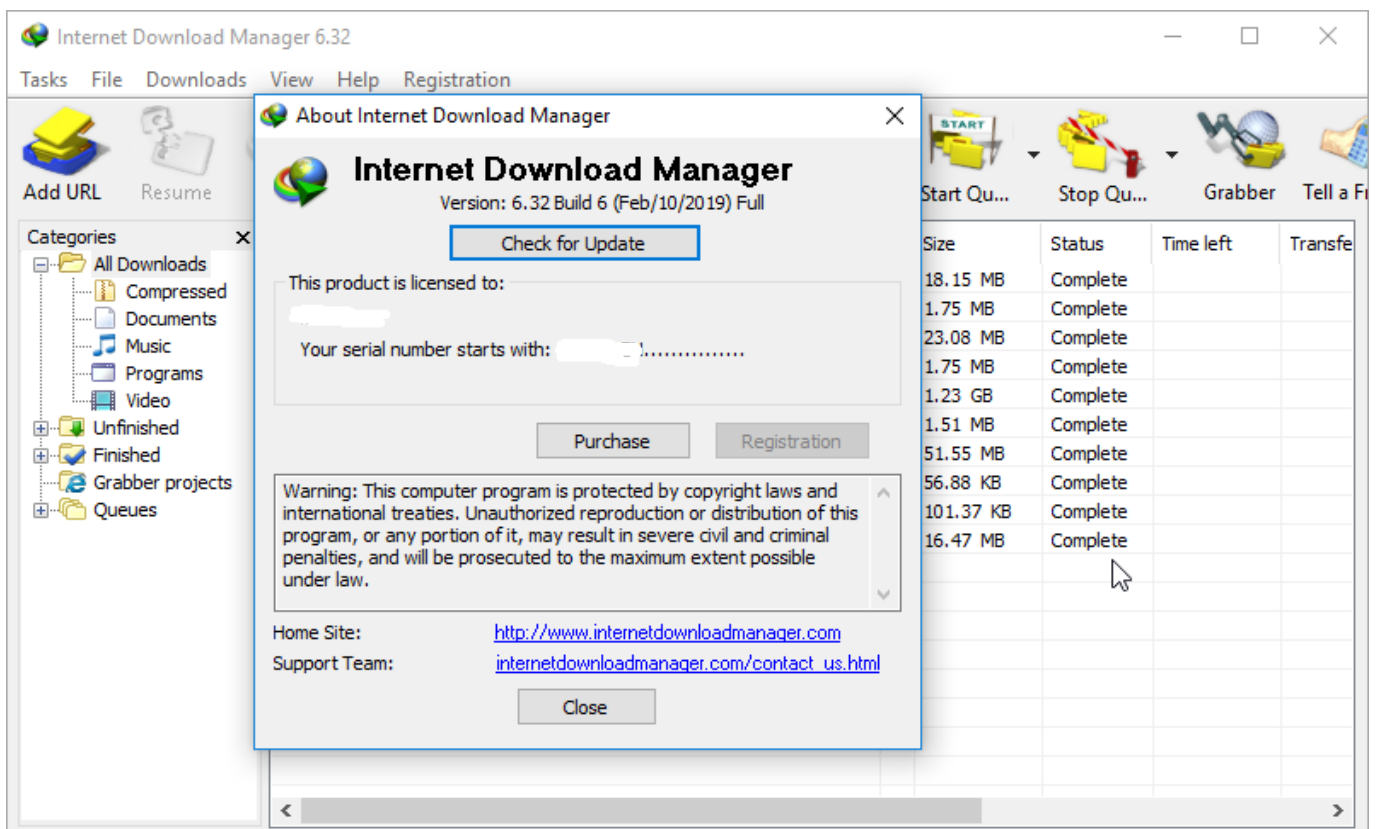 Internet Download Manager 6.32
Tasks File Downloads View Help Registration
Add URL
Resume
START
Start Qu...
Stop Qu...
Grabber
Tell a
Categories
All Downloads
Compressed
Documents
Music
Programs
Video
Unfinished
Finished
Grabber projects
Queues
About Internet Download Manager
Internet Download Manager
Version: 6.32 Build 6 (Feb/10/2019) Full
Check for Update
This product is licensed to:
Your serial number starts with: ...............
Purchase
Registration
Warning: This computer program is protected by copyright laws and
international treaties. Unauthorized reproduction or distribution of this
program, or any portion of it, may result in severe civil and criminal
penalties, and will be prosecuted to the maximum extent possible
under law.
Home Site: http://www.internetdownloadmanager.com
Support Team: internetdownloadmanager.com/contact_us.html
Close
Size Status Time left Transfe
18.15 MB Complete
1.75 MB Complete
23.08 MB Complete
1.75 MB Complete
1.23 GB Complete
1.51 MB Complete
51.55 MB Complete
56.88 KB Complete
101.37 KB Complete
16.47 MB Complete